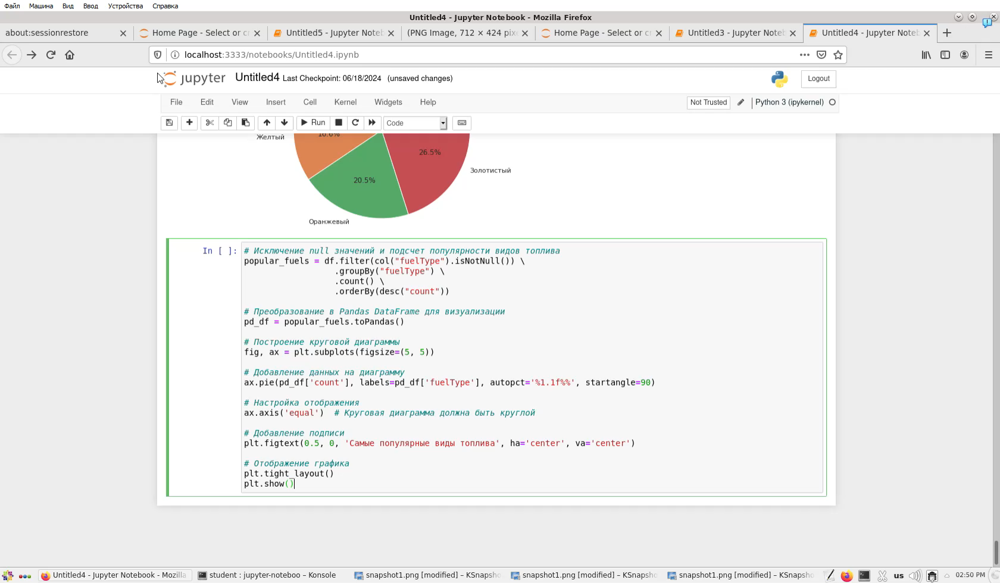 Файл Машина Вид Ввод Устройства Справка
Untitled4 - Jupyter Notebook - Mozilla Firefox
about:sessionrestore Home Page - Select or cr Untitled5 - Jupyter Noteb (PNG Image, 712 × 424 pixe Home Page - Select or cr Untitled3 - Jupyter Noteb Untitled4 - Jupyter Noteb
localhost:3333/notebooks/Untitled4.ipynb
jupyter Untitled4 Last Checkpoint: 06/18/2024 (unsaved changes) Logout
File Edit View Insert Cell Kernel Widgets Help Not Trusted Python 3 (ipykernel)
Run Code
Желтый 16.6%
26.5%
Золотистый
20.5%
Оранжевый
In [ ]: # Исключение null значений и подсчет популярности видов топлива
popular_fuels = df.filter(col("fuelType").isNotNull()) \
.groupBy("fuelType") \
.count() \
.orderBy(desc("count"))
# Преобразование в Pandas DataFrame для визуализации
pd_df = popular_fuels.toPandas()
# Построение круговой диаграммы
fig, ax = plt.subplots(figsize=(5, 5))
# Добавление данных на диаграмму
ax.pie(pd_df['count'], labels=pd_df['fuelType'], autopct='%1.1f%%', startangle=90)
# Настройка отображения
ax.axis('equal')  # Круговая диаграмма должна быть круглой
# Добавление подписи
plt.figtext(0.5, 0, 'Самые популярные виды топлива', ha='center', va='center')
# Отображение графика
plt.tight_layout()
plt.show()
Untitled4 - Jupyter Notebook - Mozilla student : jupyter-noteboo – Konsole snapshot1.png [modified] – KSnapsho snapshot1.png [modified] – KSnapsho snapshot1.png [modified] – KSnapsho us 02:50 PM